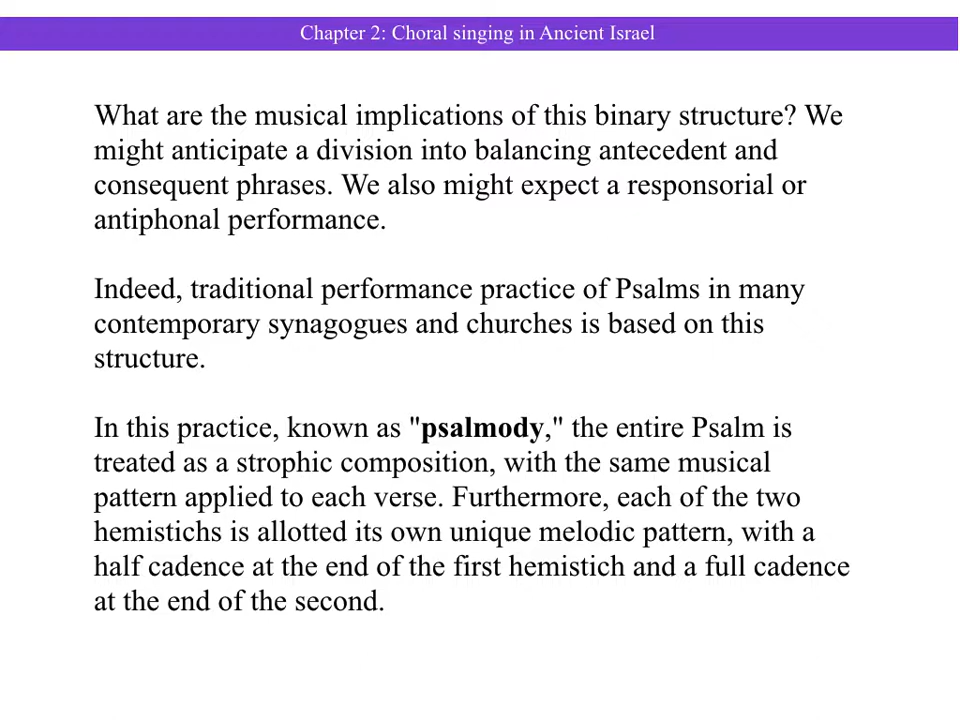 Chapter 2: Choral singing in Ancient Israel
What are the musical implications of this binary structure? We
might anticipate a division into balancing antecedent and
consequent phrases. We also might expect a responsorial or
antiphonal performance.
Indeed, traditional performance practice of Psalms in many
contemporary synagogues and churches is based on this
structure.
In this practice, known as "psalmody," the entire Psalm is
treated as a strophic composition, with the same musical
pattern applied to each verse. Furthermore, each of the two
hemistichs is allotted its own unique melodic pattern, with a
half cadence at the end of the first hemistich and a full cadence
at the end of the second.